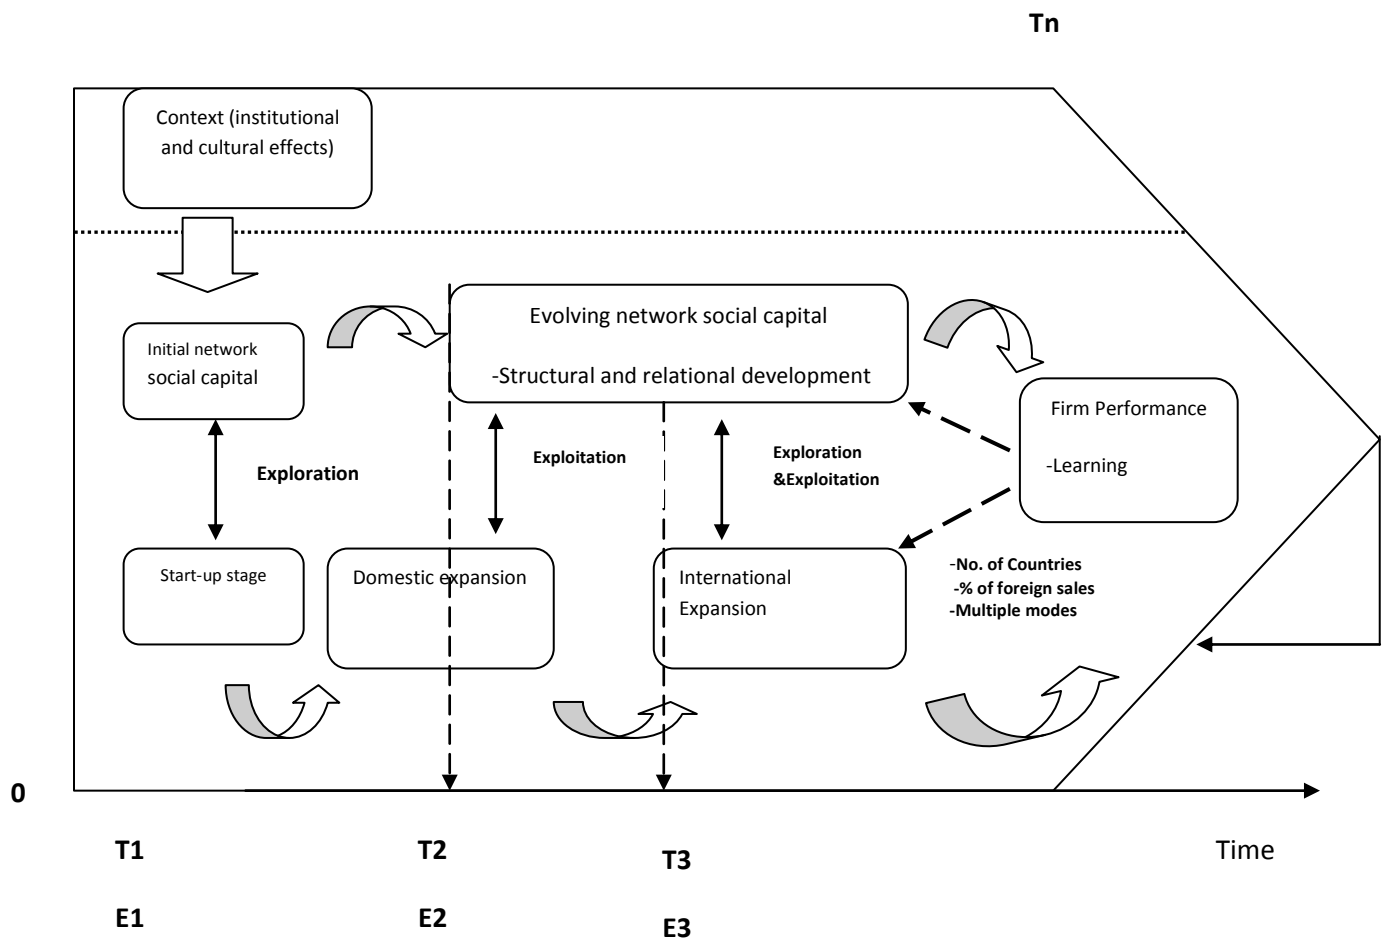 Tn
Context (institutional
and cultural effects)
Evolving network social capital
-Structural and relational development
Initial network
social capital
Firm Performance
-Learning
Exploration
Exploitation
Exploration
&Exploitation
Start-up stage
Domestic expansion
International
Expansion
-No. of Countries
-% of foreign sales
-Multiple modes
0
T1
T2
T3
Time
E1
E2
E3